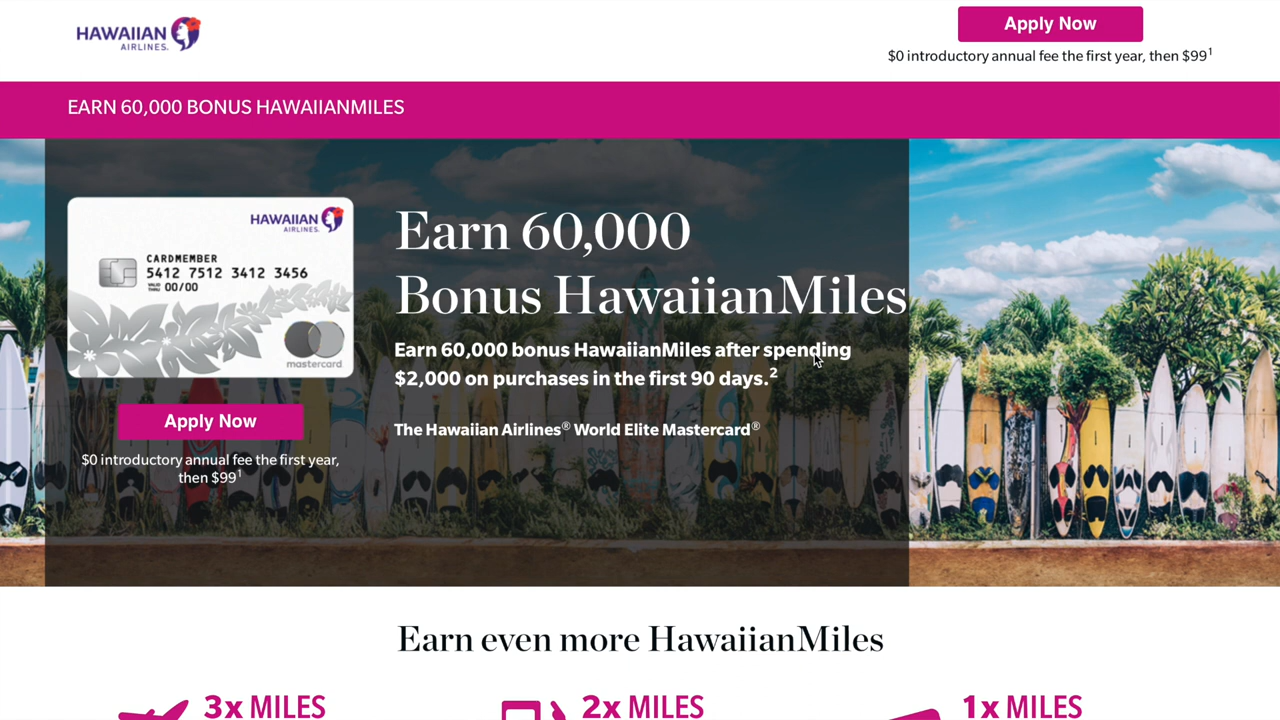 HAWAIIAN
AIRLINES.
Apply Now
$0 introductory annual fee the first year, then $99¹
EARN 60,000 BONUS HAWAIIANMILES
HAWAIIAN
AIRLINES.
CARDMEMBER
5412 7512 3412 3456
VALID
THRU 00/00
mastercard
Apply Now
$0 introductory annual fee the first year,
then $99¹
Earn 60,000
Bonus HawaiianMiles
Earn 60,000 bonus HawaiianMiles after spending
$2,000 on purchases in the first 90 days.²
The Hawaiian Airlines® World Elite Mastercard®
Earn even more HawaiianMiles
3x MILES
2x MILES
1x MILES